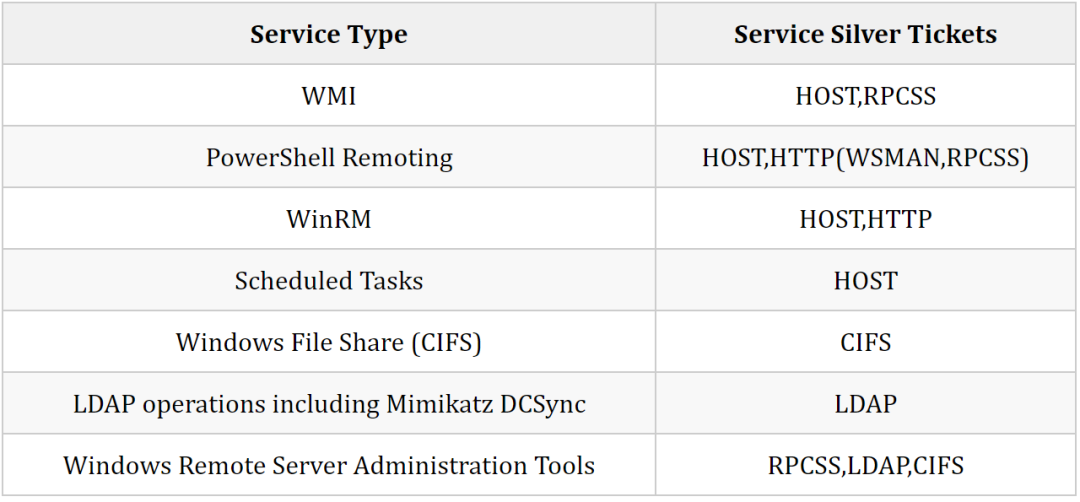 Service Type Service Silver Tickets
WMI HOST,RPCSS
PowerShell Remoting HOST,HTTP(WSMAN,RPCSS)
WinRM HOST,HTTP
Scheduled Tasks HOST
Windows File Share (CIFS) CIFS
LDAP operations including Mimikatz DCSync LDAP
Windows Remote Server Administration Tools RPCSS,LDAP,CIFS